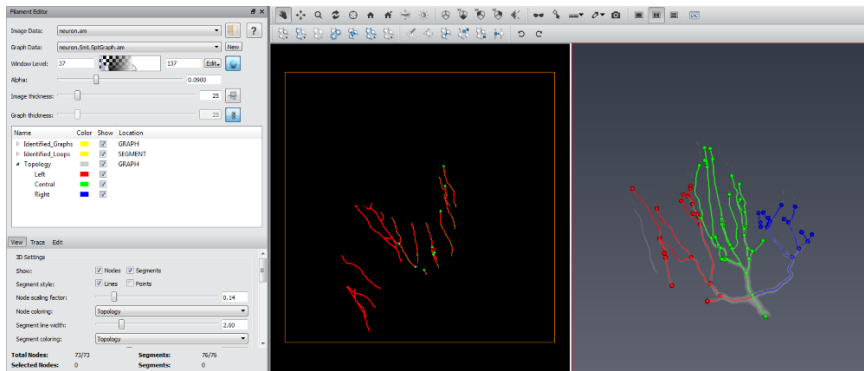 Filament Editor
Image Data: neuron.am
Graph Data: neuron.Smt.SptGraph.am New
Window Level: 37 137 Edit
Alpha: 0.0900
Image thickness: 25
Graph thickness: 25
Name Color Show Location
Identified_Graphs GRAPH
Identified_Loops SEGMENT
Topology GRAPH
Left
Central
Right
View Trace Edit
3D Settings
Show: Nodes Segments
Segment style: Lines Points
Node scaling factor: 0.14
Node coloring: Topology
Segment line width: 2.00
Segment coloring: Topology
Total Nodes: 73/73 Segments: 76/76
Selected Nodes: 0 Segments: 0